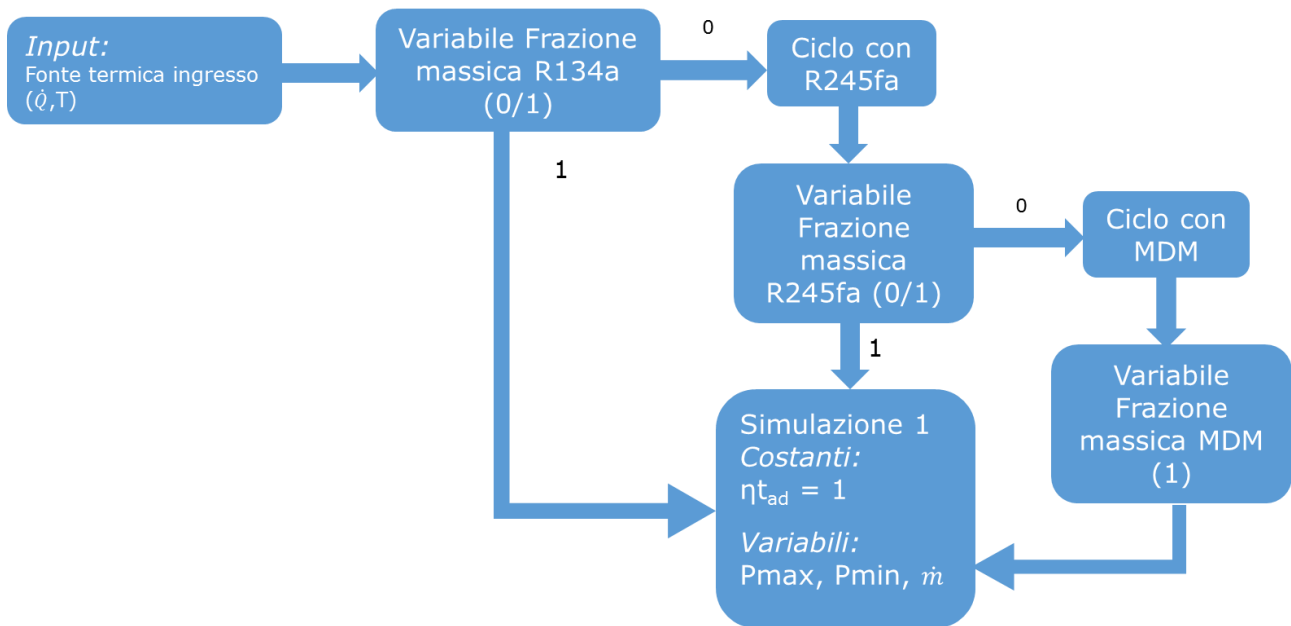 Input:
Fonte termica ingresso
(Q̇,T)
Variabile Frazione
massica R134a
(0/1)
0
Ciclo con
R245fa
1
Variabile
Frazione
massica
R245fa (0/1)
0
Ciclo con
MDM
1
Variabile
Frazione
massica MDM
(1)
Simulazione 1
Costanti:
ηt_ad = 1
Variabili:
Pmax, Pmin, ṁ